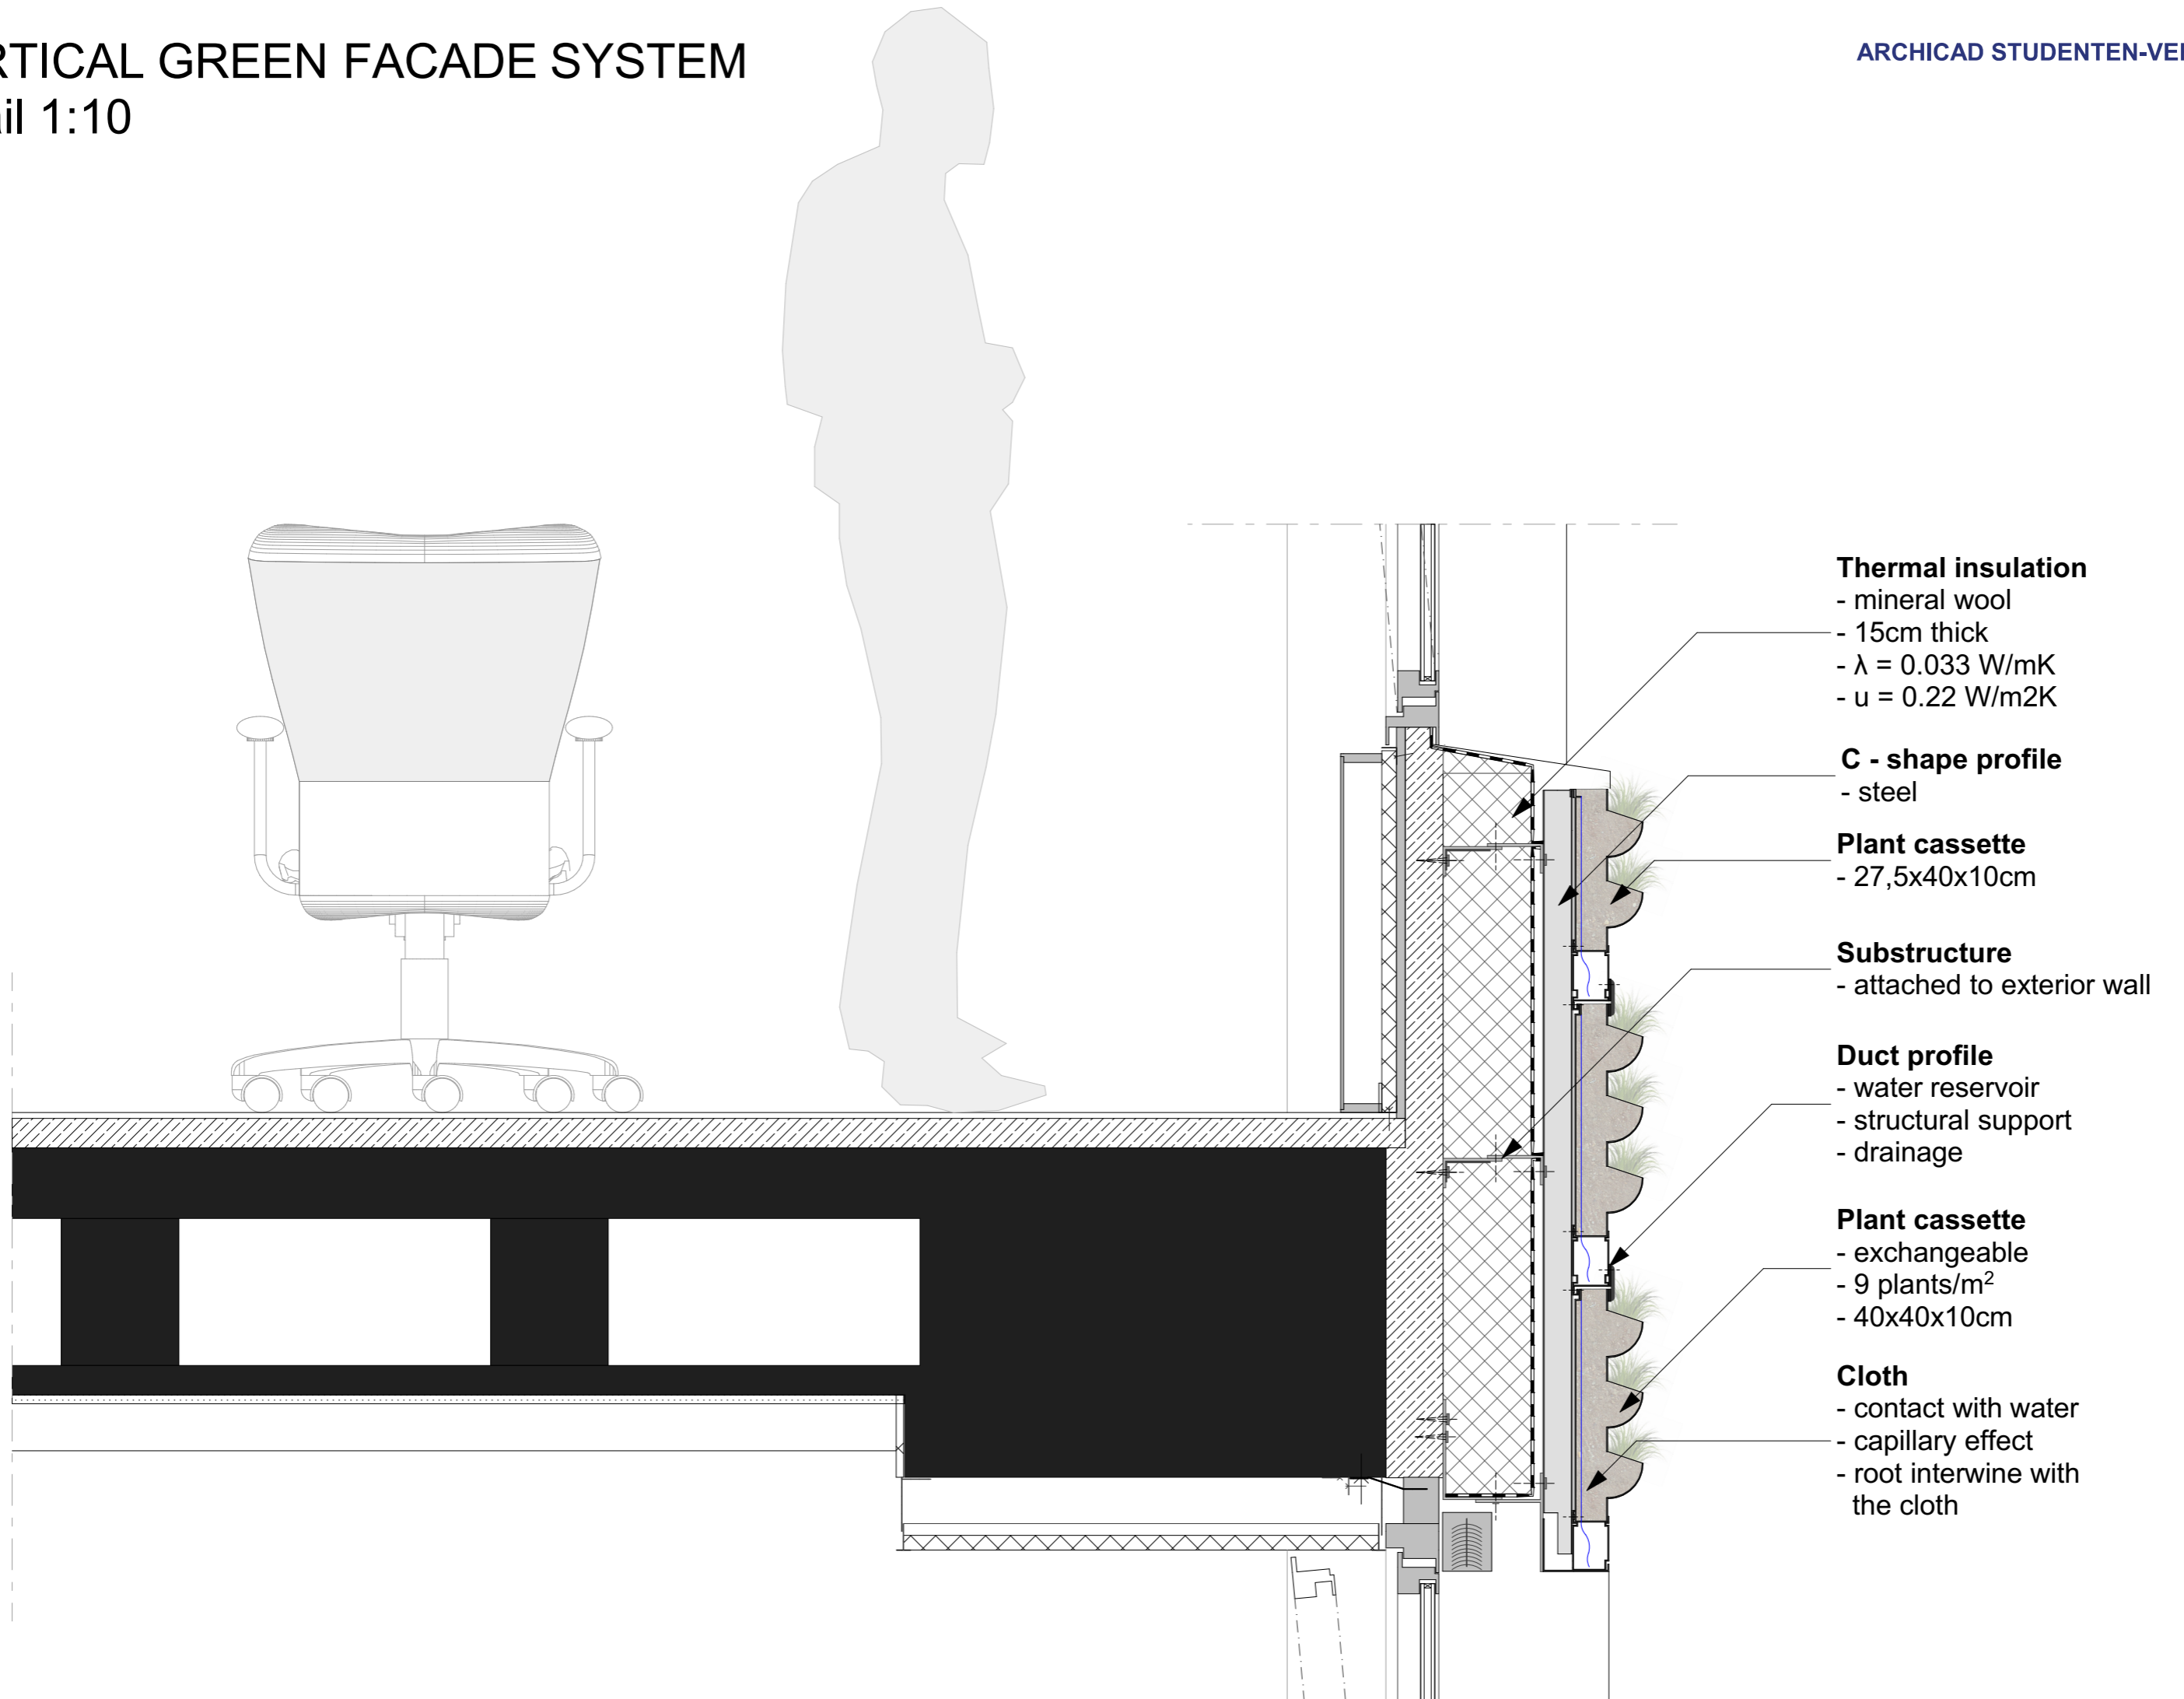 RTICAL GREEN FACADE SYSTEM
ail 1:10
ARCHICAD STUDENTEN-VE
Thermal insulation
- mineral wool
- 15cm thick
- λ = 0.033 W/mK
- u = 0.22 W/m2K
C - shape profile
- steel
Plant cassette
- 27,5x40x10cm
Substructure
- attached to exterior wall
Duct profile
- water reservoir
- structural support
- drainage
Plant cassette
- exchangeable
- 9 plants/m²
- 40x40x10cm
Cloth
- contact with water
- capillary effect
- root interwine with
the cloth